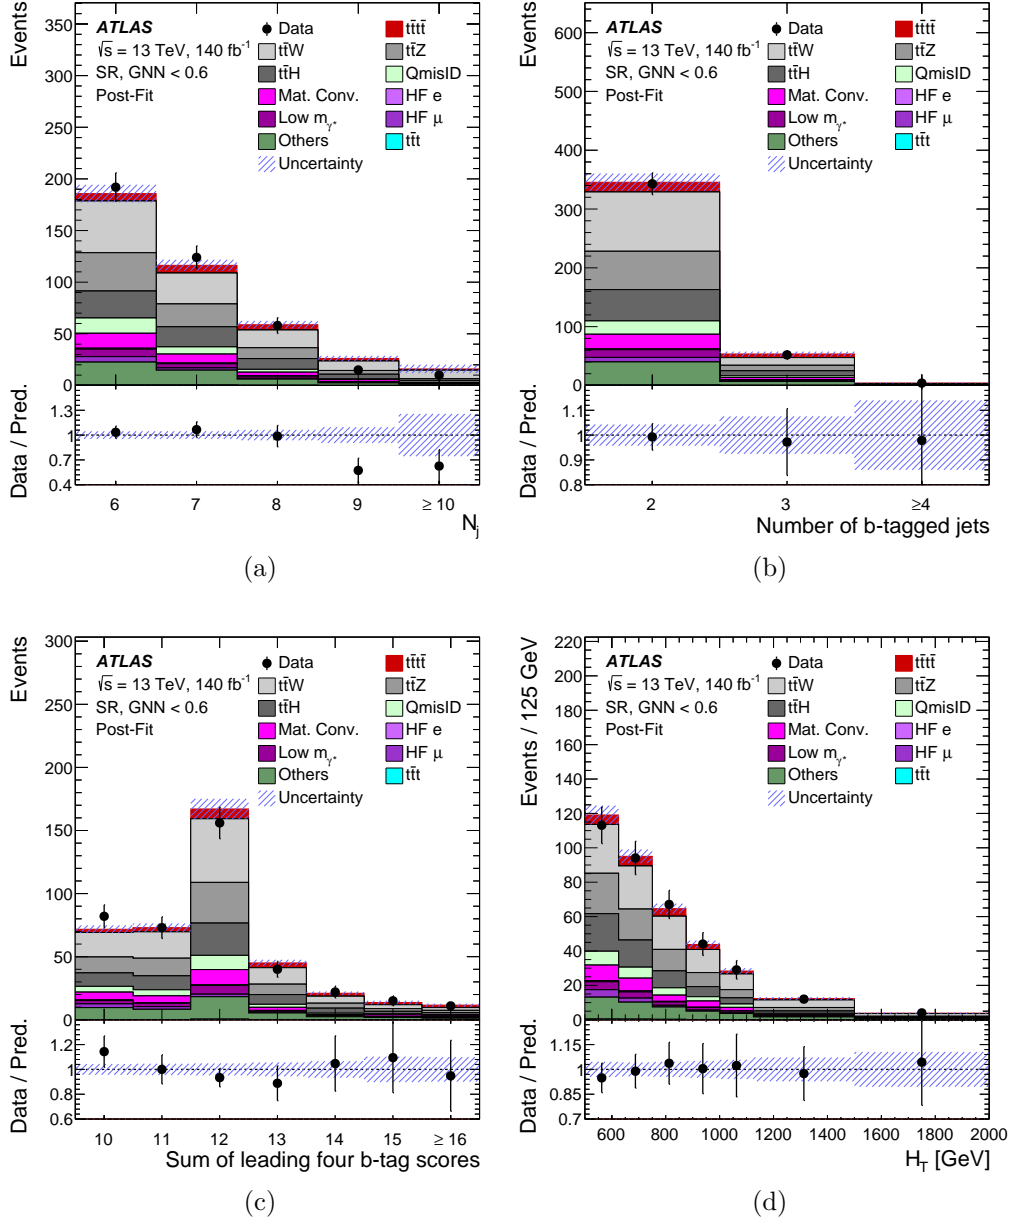 Events
350
300
250
200
150
100
50
0
ATLAS
√s = 13 TeV, 140 fb⁻¹
SR, GNN < 0.6
Post-Fit
Data
tt̄W
tt̄H
Mat. Conv.
Low m_γ*
Others
Uncertainty
tt̄tt̄
tt̄Z
QmisID
HF e
HF μ
tt̄t
Data / Pred.
1.3
1
0.7
0.4
6 7 8 9 ≥ 10
N_j
(a)
Events
600
500
400
300
200
100
0
ATLAS
√s = 13 TeV, 140 fb⁻¹
SR, GNN < 0.6
Post-Fit
Data
tt̄W
tt̄H
Mat. Conv.
Low m_γ*
Others
Uncertainty
tt̄tt̄
tt̄Z
QmisID
HF e
HF μ
tt̄t
Data / Pred.
1.1
1
0.9
0.8
2 3 ≥4
Number of b-tagged jets
(b)
Events
300
250
200
150
100
50
0
ATLAS
√s = 13 TeV, 140 fb⁻¹
SR, GNN < 0.6
Post-Fit
Data
tt̄W
tt̄H
Mat. Conv.
Low m_γ*
Others
Uncertainty
tt̄tt̄
tt̄Z
QmisID
HF e
HF μ
tt̄t
Data / Pred.
1.2
1
0.8
0.6
10 11 12 13 14 15 ≥ 16
Sum of leading four b-tag scores
(c)
Events / 125 GeV
220
200
180
160
140
120
100
80
60
40
20
0
ATLAS
√s = 13 TeV, 140 fb⁻¹
SR, GNN < 0.6
Post-Fit
Data
tt̄W
tt̄H
Mat. Conv.
Low m_γ*
Others
Uncertainty
tt̄tt̄
tt̄Z
QmisID
HF e
HF μ
tt̄t
Data / Pred.
1.15
1
0.85
0.7
600 800 1000 1200 1400 1600 1800 2000
H_T [GeV]
(d)